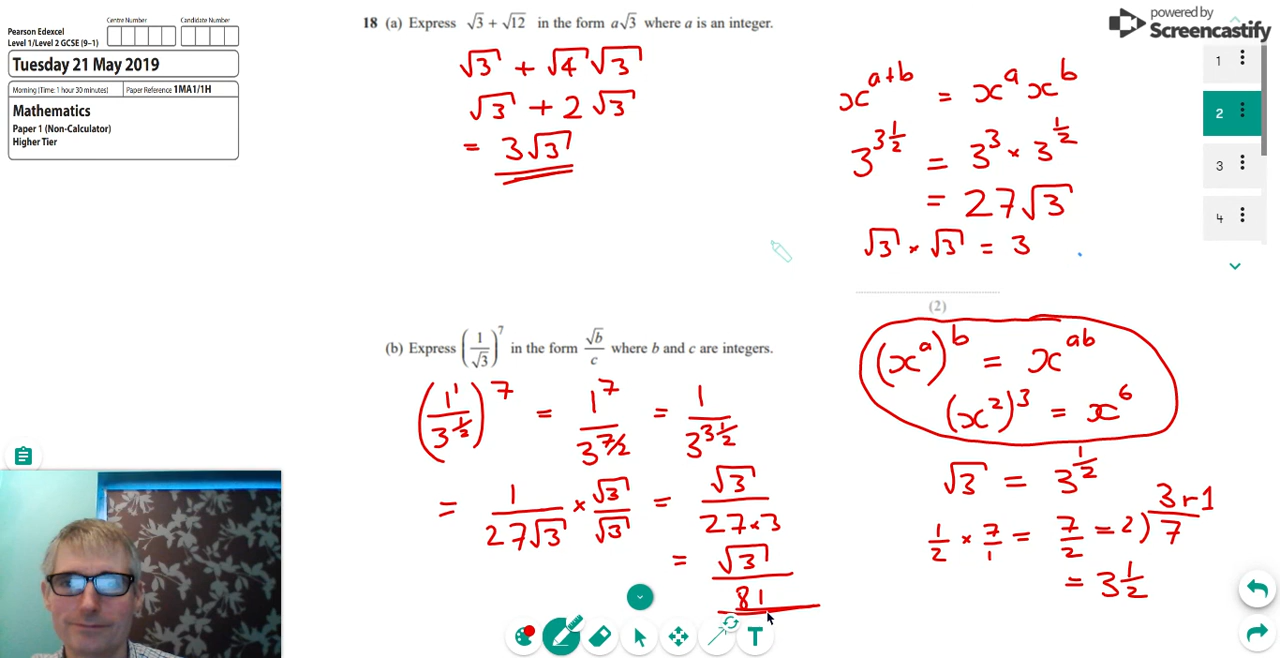 Pearson Edexcel
Level 1/Level 2 GCSE (9–1)
Centre Number
Candidate Number
Tuesday 21 May 2019
Morning (Time: 1 hour 30 minutes)
Paper Reference 1MA1/1H
Mathematics
Paper 1 (Non-Calculator)
Higher Tier
18 (a) Express √3 + √12 in the form a√3 where a is an integer.
√3 + √4 √3
√3 + 2 √3
= 3√3
x^(a+b) = x^a x^b
3^(3 1/2) = 3^3 × 3^(1/2)
= 27√3
√3 × √3 = 3
(2)
(b) Express (1/√3)^7 in the form √b/c where b and c are integers.
(1'/3^(1/2))^7 = 1^7/3^(7/2) = 1/3^(3 1/2)
= 1/27√3 × √3/√3 = √3/27×3
= √3/81
(x^a)^b = x^(ab)
(x^2)^3 = x^6
√3 = 3^(1/2)
1/2 × 7/1 = 7/2 = 2)7 3r1
= 3 1/2
powered by
Screencastify
1
2
3
4
T